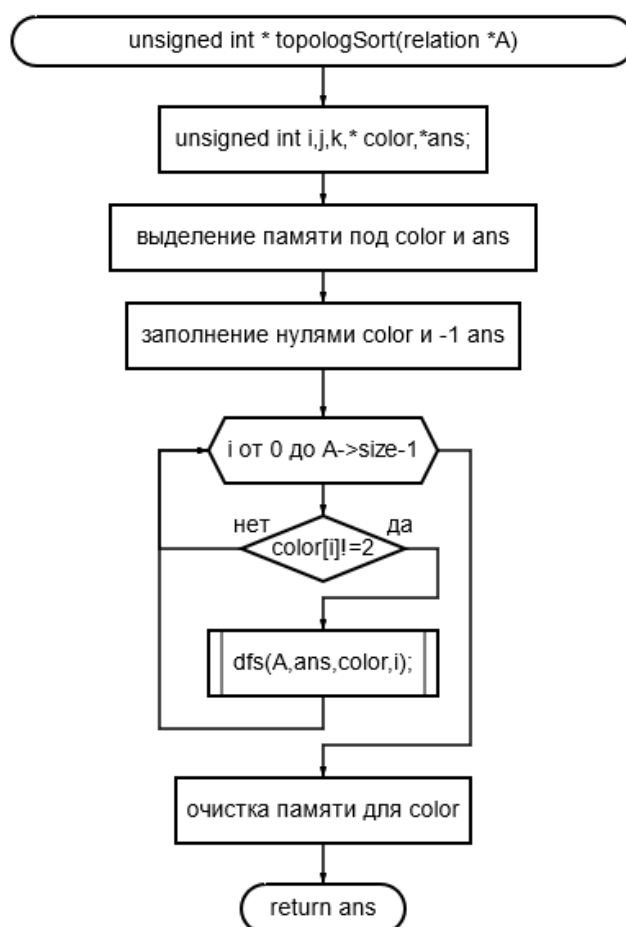 unsigned int * topologSort(relation *A)
unsigned int i,j,k,* color,*ans;
выделение памяти под color и ans
заполнение нулями color и -1 ans
i от 0 до A->size-1
нет
да
color[i]!=2
dfs(A,ans,color,i);
очистка памяти для color
return ans